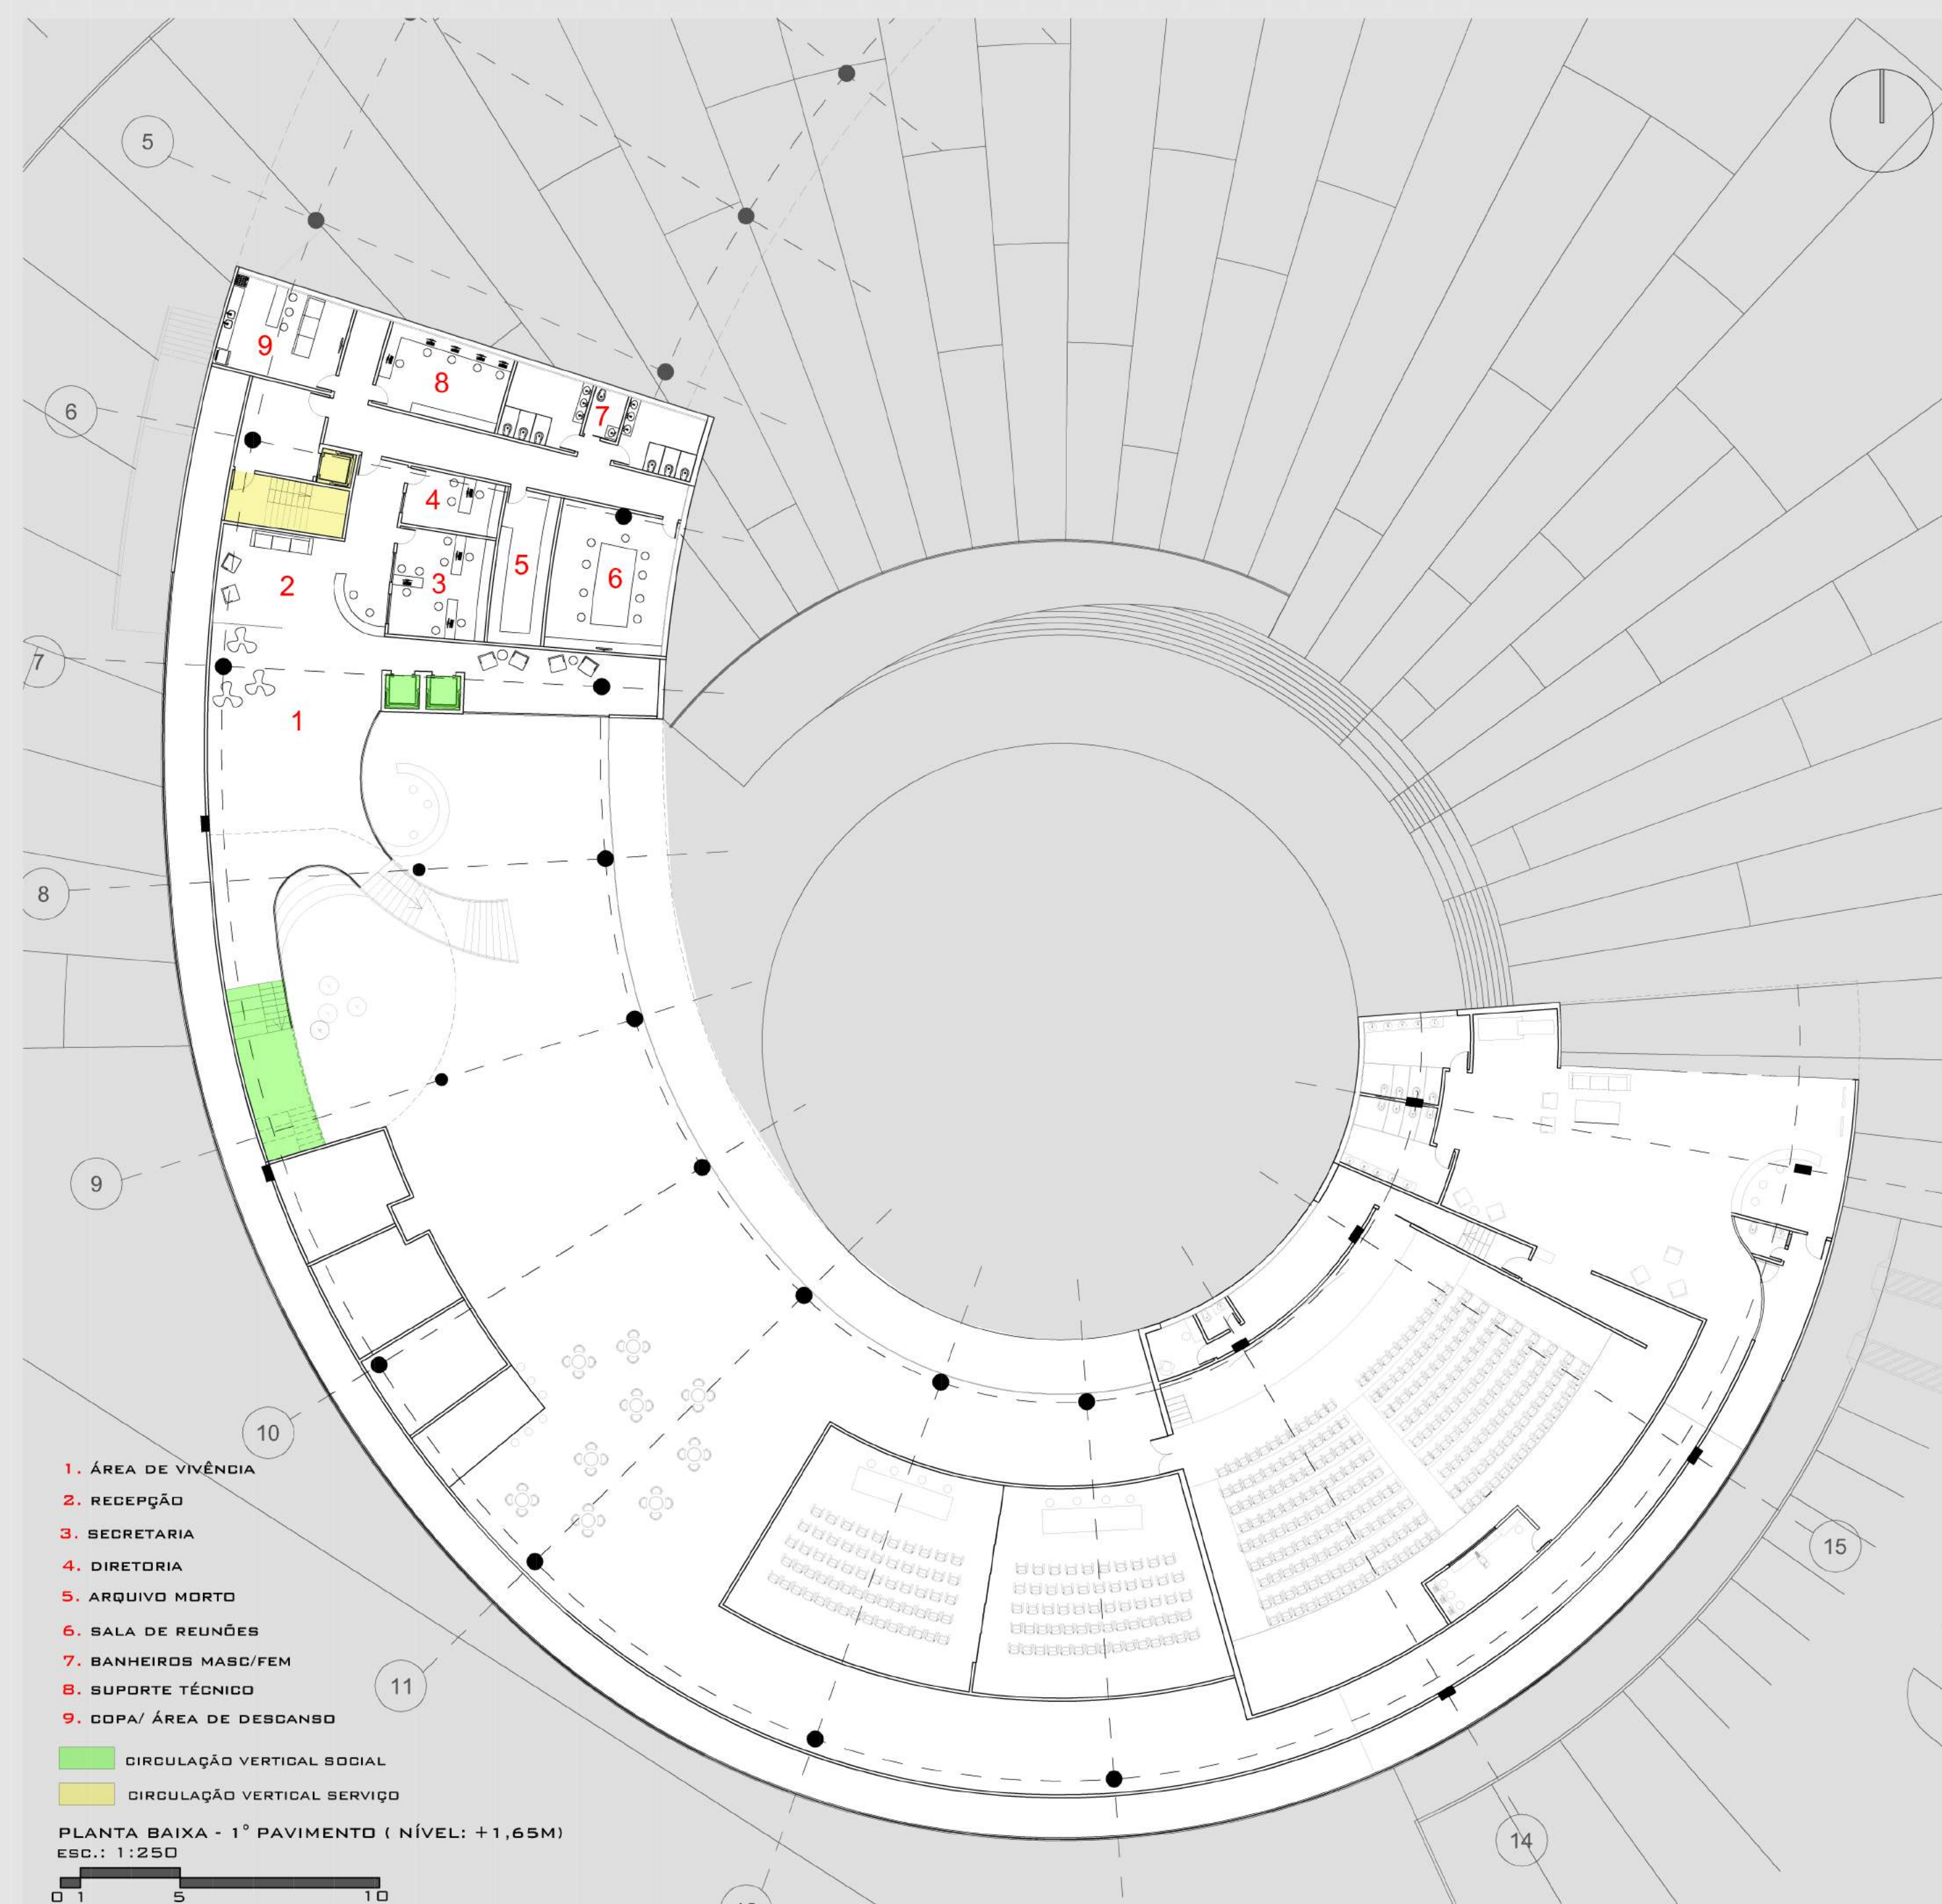 5
6
7
8
9
10
11
14
15
9
8
7
4
5
6
3
2
1
1. ÁREA DE VIVÊNCIA
2. RECEPÇÃO
3. SECRETARIA
4. DIRETORIA
5. ARQUIVO MORTO
6. SALA DE REUNÕES
7. BANHEIROS MASC/FEM
8. SUPORTE TÉCNICO
9. COPA/ ÁREA DE DESCANSO
CIRCULAÇÃO VERTICAL SOCIAL
CIRCULAÇÃO VERTICAL SERVIÇO
PLANTA BAIXA - 1° PAVIMENTO ( NÍVEL: +1,65M)
ESC.: 1:250
0 1 5 10